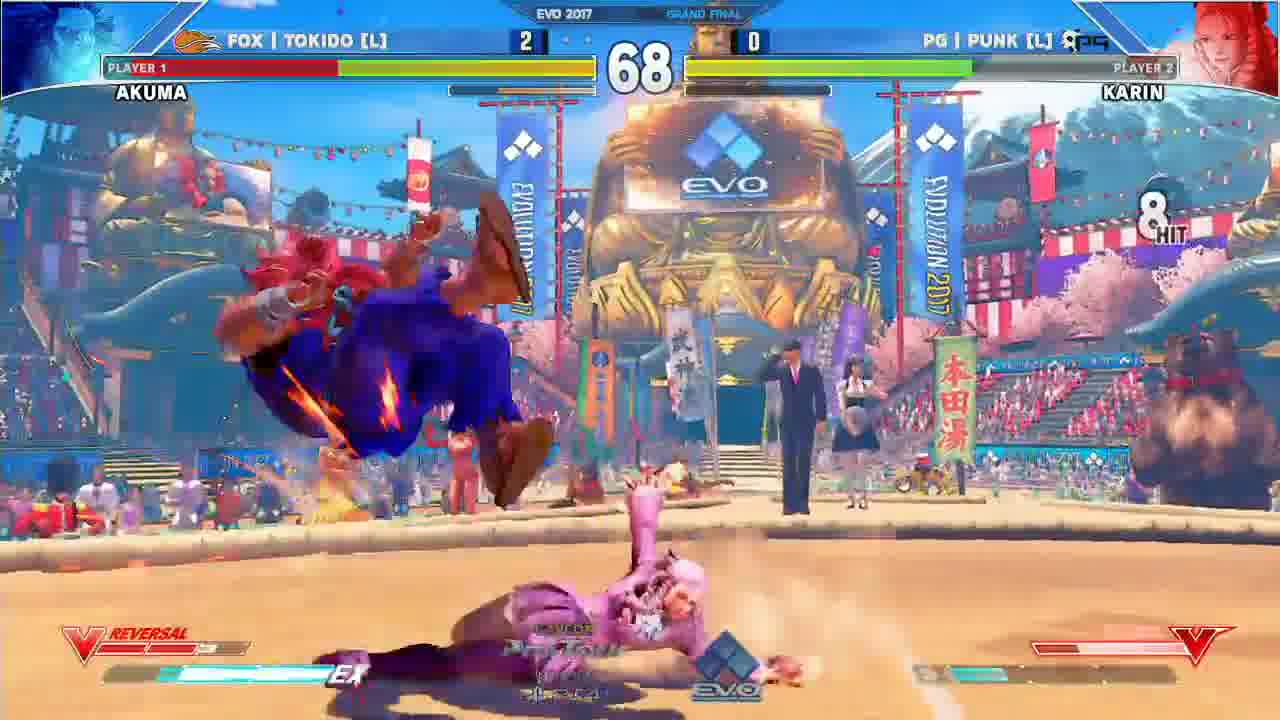 EVO 2017 GRAND FINAL
FOX | TOKIDO [L] 2 68 0 PG | PUNK [L]
PLAYER 1 PLAYER 2
AKUMA KARIN
EVO
EVOLUTION 2017
8 HIT
本田湯
REVERSAL
EX
EVO